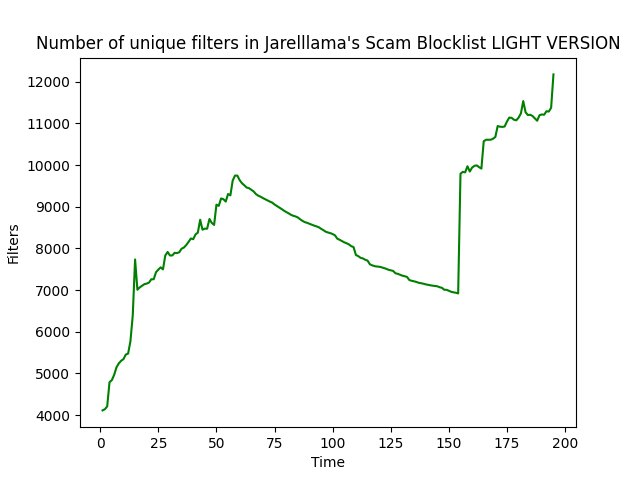 Number of unique filters in Jarelllama's Scam Blocklist LIGHT VERSION
12000
11000
10000
9000
8000
7000
6000
5000
4000
Filters
0 25 50 75 100 125 150 175 200
Time